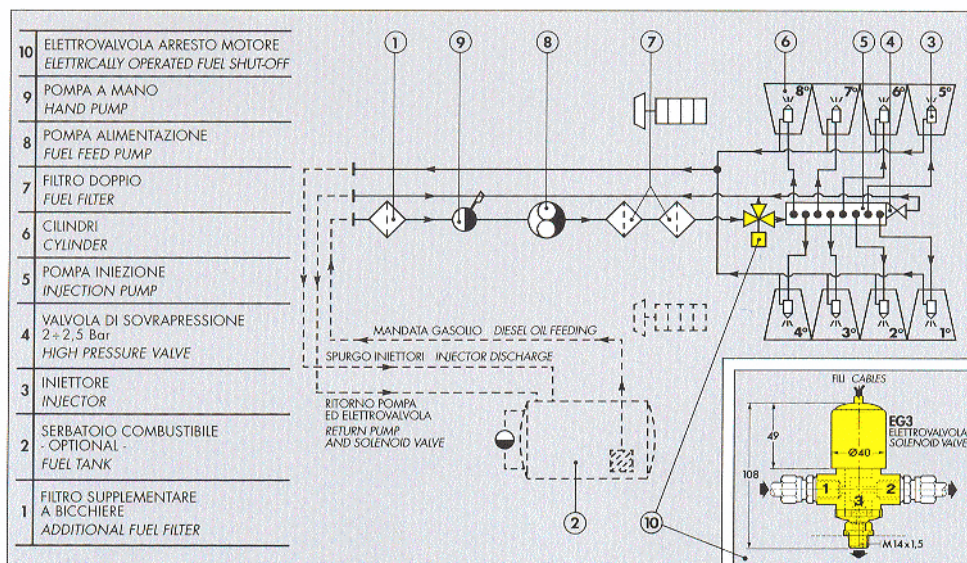 10 ELETTROVALVOLA ARRESTO MOTORE
ELETTRICALLY OPERATED FUEL SHUT-OFF
9 POMPA A MANO
HAND PUMP
8 POMPA ALIMENTAZIONE
FUEL FEED PUMP
7 FILTRO DOPPIO
FUEL FILTER
6 CILINDRI
CYLINDER
5 POMPA INIEZIONE
INJECTION PUMP
4 VALVOLA DI SOVRAPRESSIONE
2÷2,5 Bar
HIGH PRESSURE VALVE
3 INIETTORE
INJECTOR
2 SERBATOIO COMBUSTIBILE
- OPTIONAL -
FUEL TANK
1 FILTRO SUPPLEMENTARE
A BICCHIERE
ADDITIONAL FUEL FILTER
1 9 8 7 6 5 4 3
8° 7° 6° 5°
4° 3° 2° 1°
MANDATA GASOLIO DIESEL OIL FEEDING
SPURGO INIETTORI INJECTOR DISCHARGE
RITORNO POMPA
ED ELETTROVALVOLA
RETURN PUMP
AND SOLENOID VALVE
2
10
FILI CABLES
EG3
ELETTROVALVOLA
SOLENOID VALVE
49
Ø40
108
1 2
3
M14x1,5